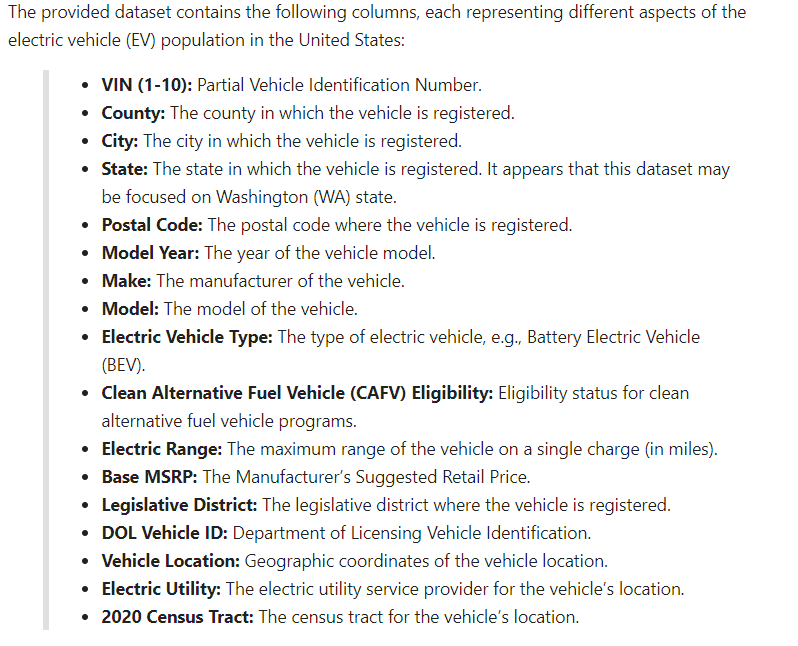 The provided dataset contains the following columns, each representing different aspects of the
electric vehicle (EV) population in the United States:
• VIN (1-10): Partial Vehicle Identification Number.
• County: The county in which the vehicle is registered.
• City: The city in which the vehicle is registered.
• State: The state in which the vehicle is registered. It appears that this dataset may
be focused on Washington (WA) state.
• Postal Code: The postal code where the vehicle is registered.
• Model Year: The year of the vehicle model.
• Make: The manufacturer of the vehicle.
• Model: The model of the vehicle.
• Electric Vehicle Type: The type of electric vehicle, e.g., Battery Electric Vehicle
(BEV).
• Clean Alternative Fuel Vehicle (CAFV) Eligibility: Eligibility status for clean
alternative fuel vehicle programs.
• Electric Range: The maximum range of the vehicle on a single charge (in miles).
• Base MSRP: The Manufacturer’s Suggested Retail Price.
• Legislative District: The legislative district where the vehicle is registered.
• DOL Vehicle ID: Department of Licensing Vehicle Identification.
• Vehicle Location: Geographic coordinates of the vehicle location.
• Electric Utility: The electric utility service provider for the vehicle’s location.
• 2020 Census Tract: The census tract for the vehicle’s location.